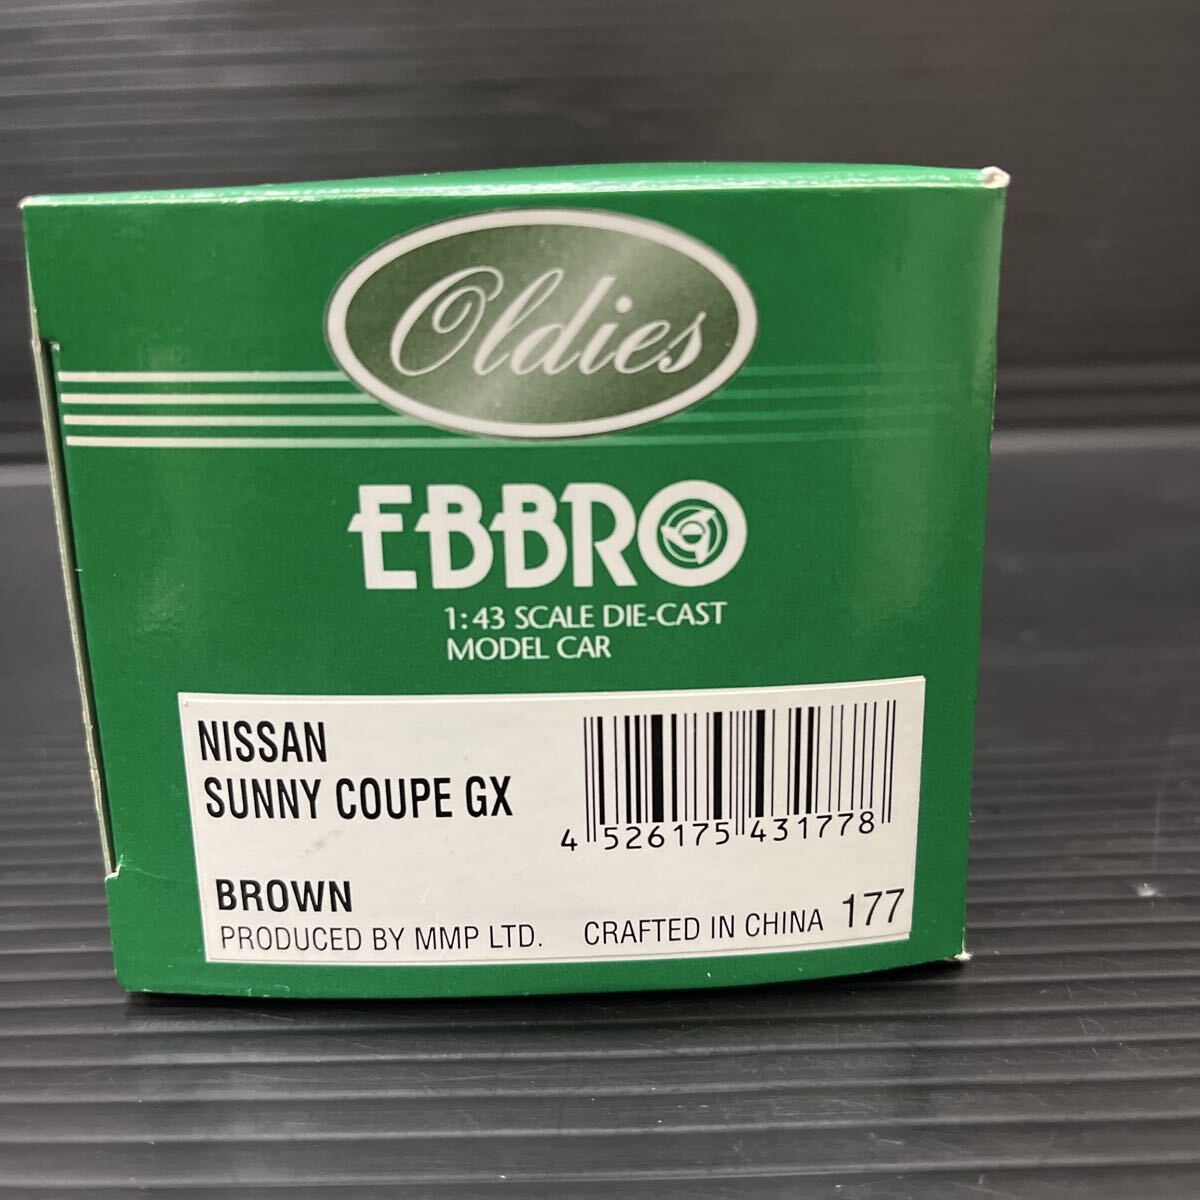 Oldies
EBBRO
1:43 SCALE DIE-CAST
MODEL CAR
NISSAN
SUNNY COUPE GX
4 526175 431778
BROWN
PRODUCED BY MMP LTD. CRAFTED IN CHINA 177